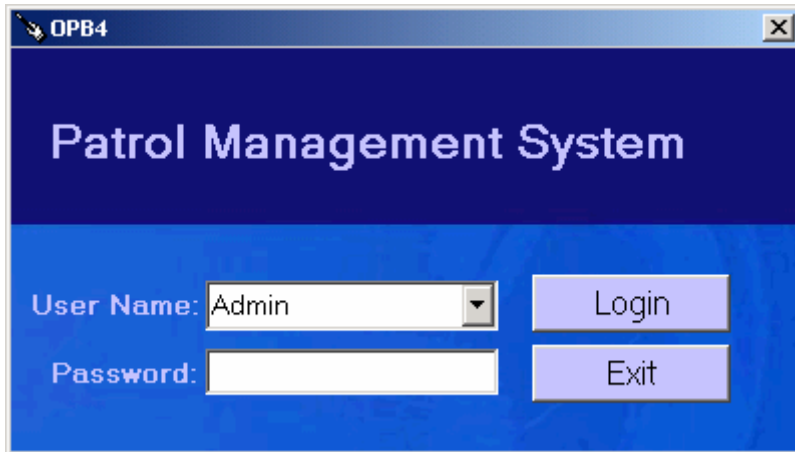 OPB4
Patrol Management System
User Name: Admin
Login
Password:
Exit